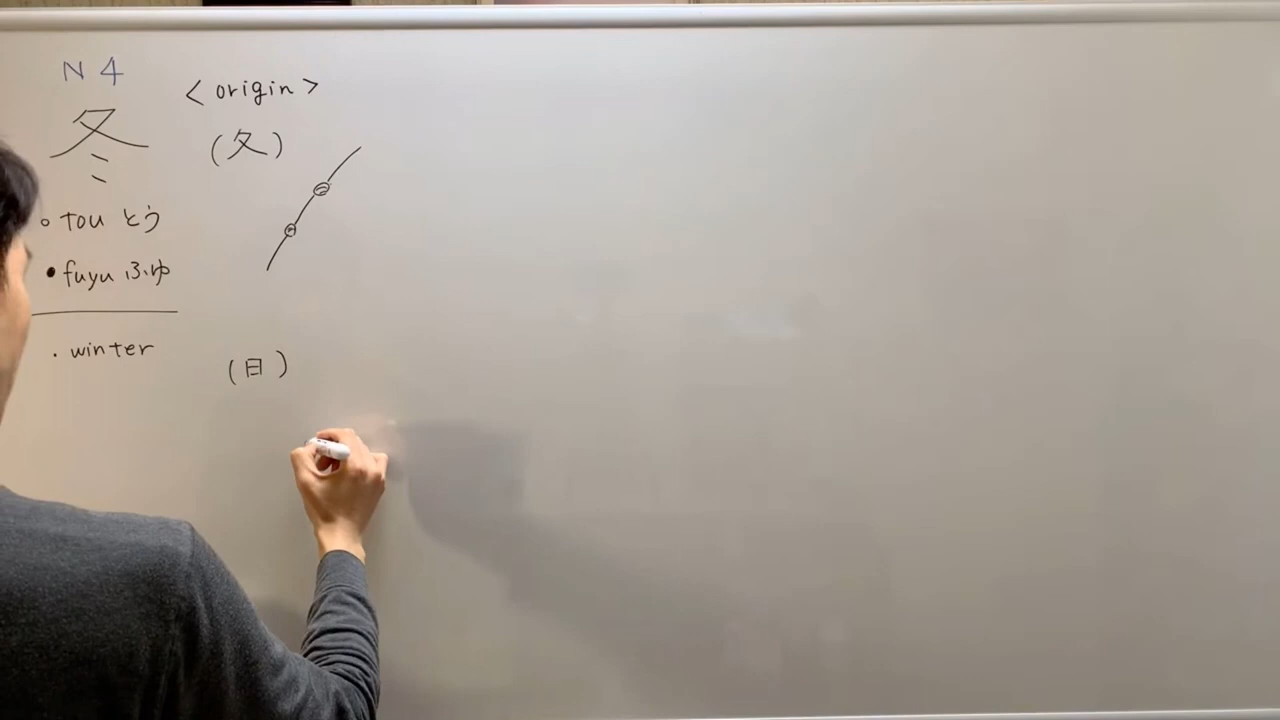 N4
冬
○ TOU とう
● fuyu ふゆ
・winter
<origin>
(夂)
(日)